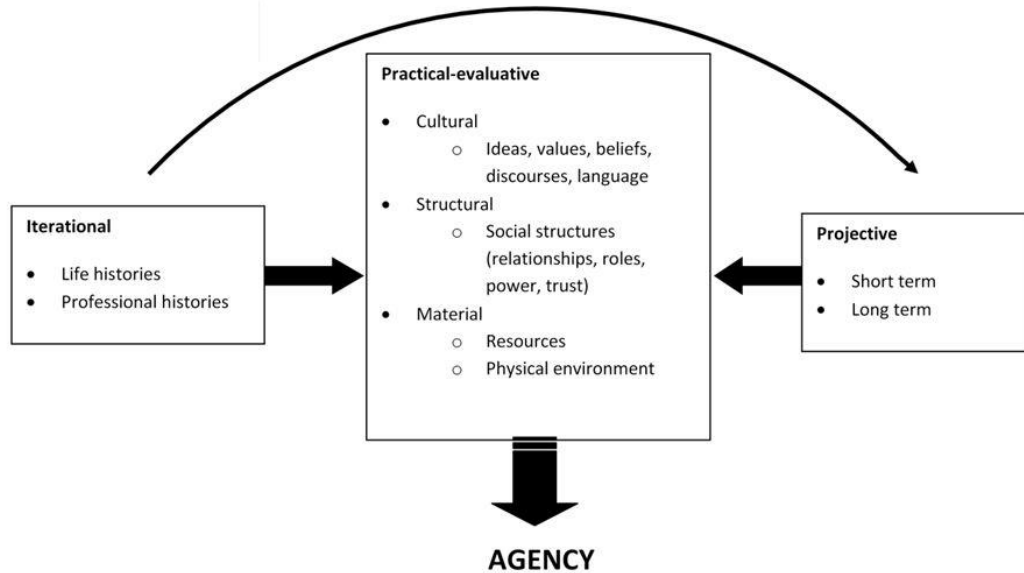 Practical-evaluative
• Cultural
o Ideas, values, beliefs,
discourses, language
• Structural
o Social structures
(relationships, roles,
power, trust)
• Material
o Resources
o Physical environment
Iterational
• Life histories
• Professional histories
Projective
• Short term
• Long term
AGENCY